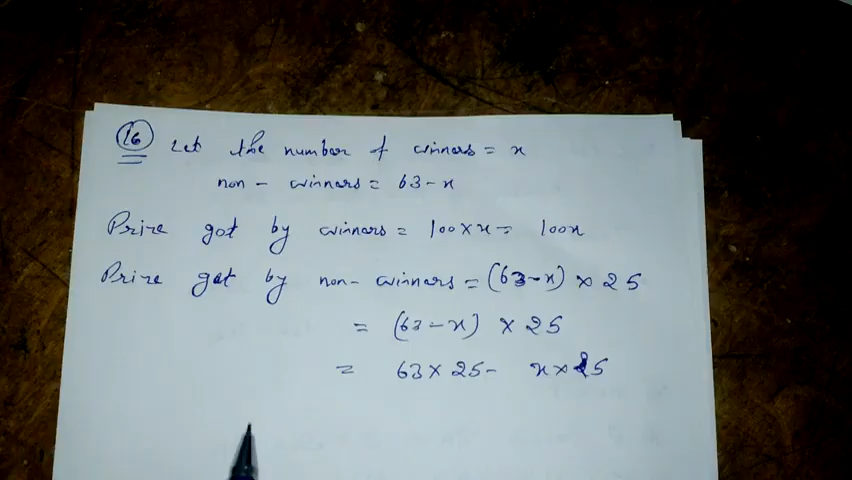 16 Let the number of winners = x
non - winners = 63 - x
Prize got by winners = 100 × x = 100x
Prize got by non - winners = (63 - x) × 25
= (63 - x) × 25
= 63 × 25 - x × 25